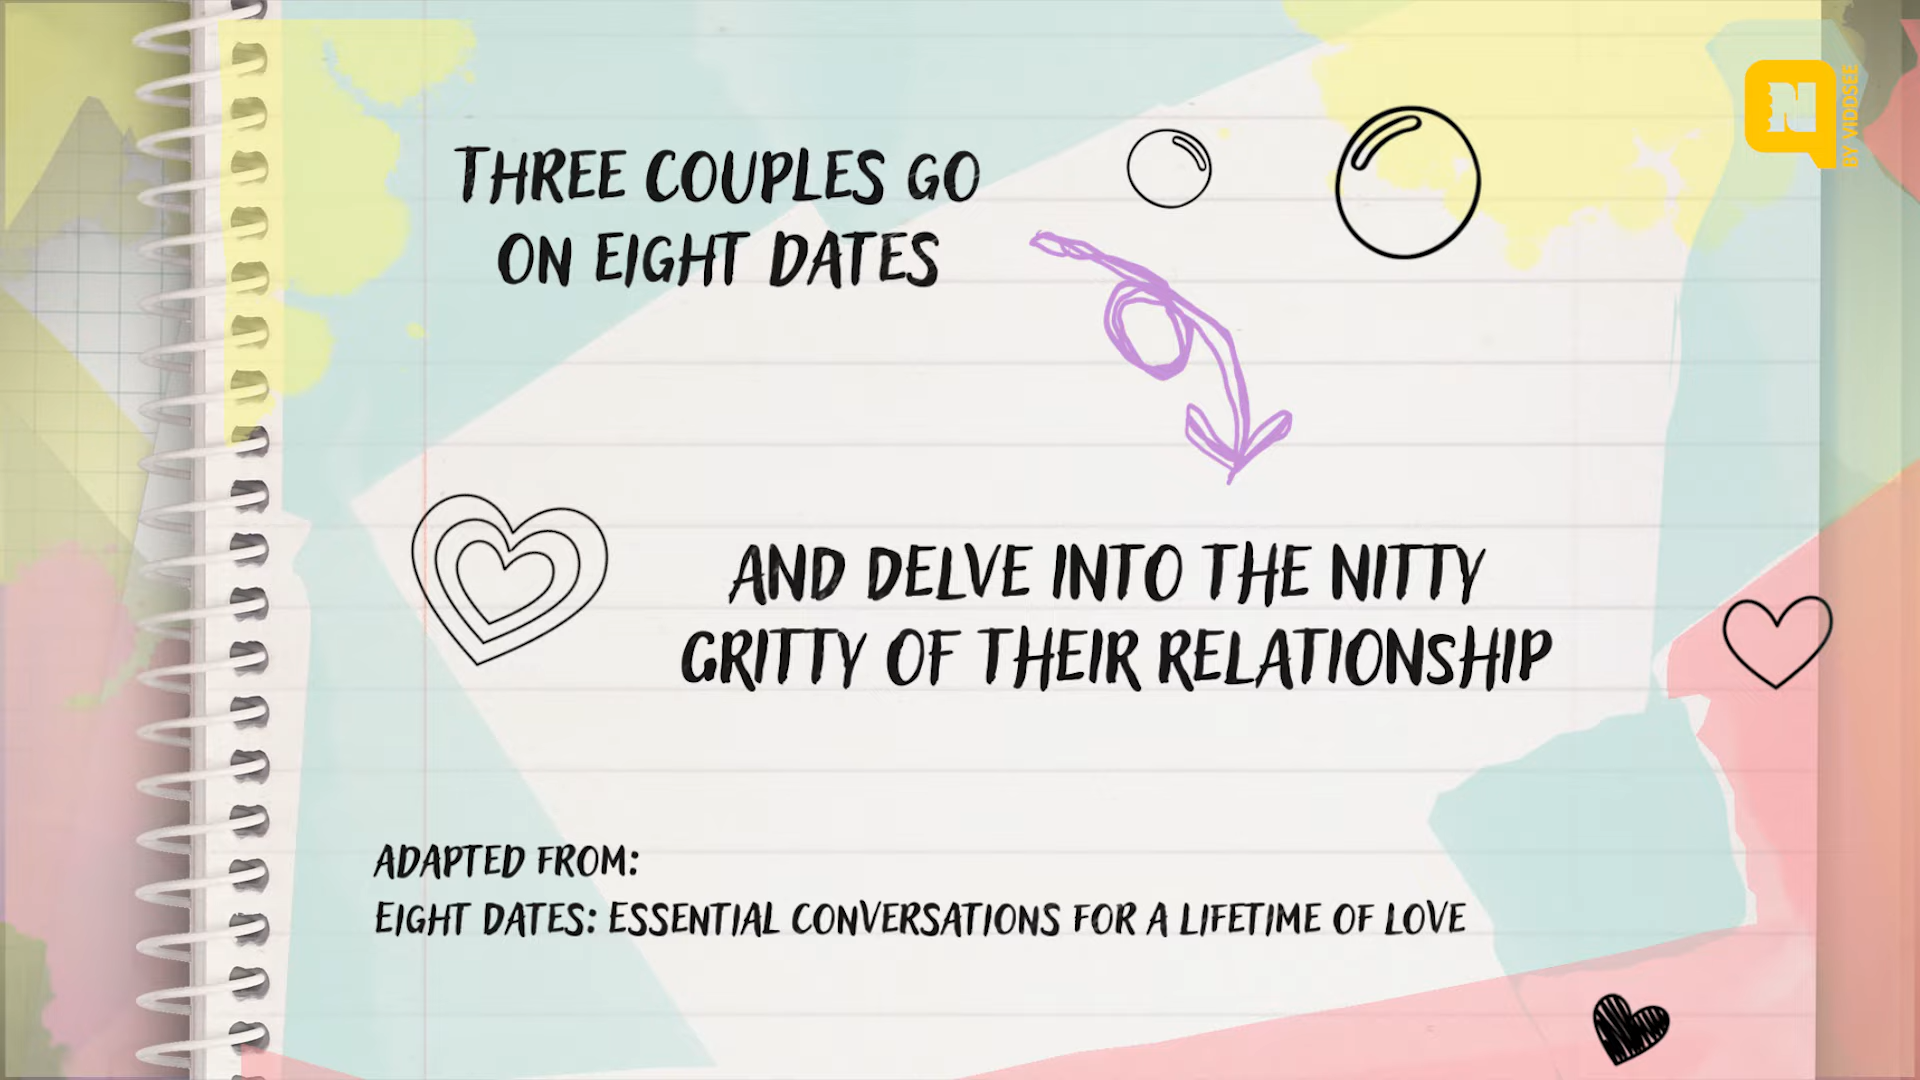 THREE COUPLES GO
ON EIGHT DATES
AND DELVE INTO THE NITTY
GRITTY OF THEIR RELATIONSHIP
ADAPTED FROM:
EIGHT DATES: ESSENTIAL CONVERSATIONS FOR A LIFETIME OF LOVE
N
BY VIDDSEE